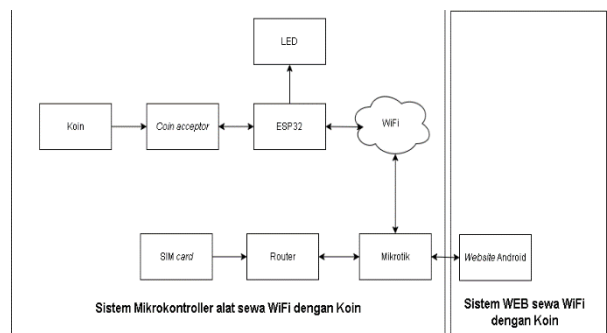 LED
Koin
Coin acceptor
ESP32
WiFi
SIM card
Router
Mikrotik
Website Android
Sistem Mikrokontroller alat sewa WiFi dengan Koin
Sistem WEB sewa WiFi
dengan Koin